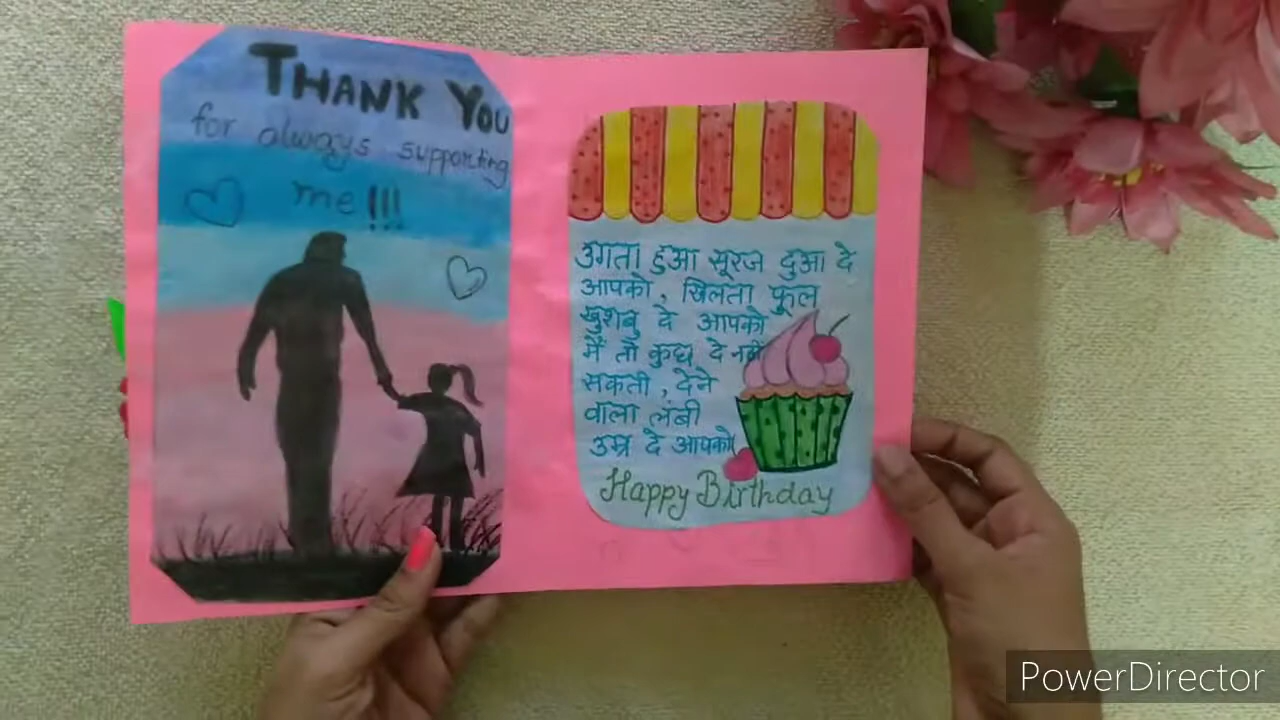 THANK YOU
for always supporting
me!!!
उगता हुआ सूरज दुआ दे
आपको, खिलता फूल
खुशबु दे आपको
मैं तो कुछ दे नहीं
सकती, देने
वाला लंबी
उम्र दे आपको
Happy Birthday
PowerDirector